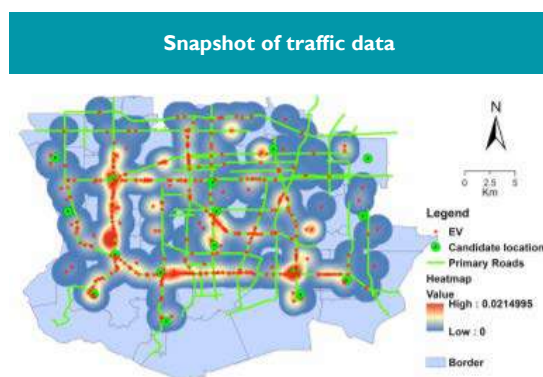 Snapshot of traffic data
N
0 2.5 5
Km
Legend
EV
Candidate location
Primary Roads
Heatmap
Value
High : 0.0214995
Low : 0
Border